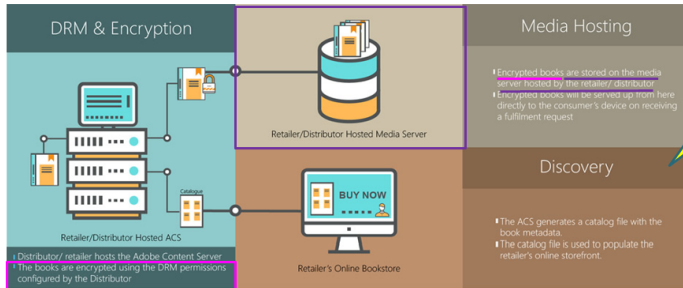 DRM & Encryption
Catalogue
Retailer/Distributor Hosted ACS
Distributor/ retailer hosts the Adobe Content Server
The books are encrypted using the DRM permissions
configured by the Distributor
Retailer/Distributor Hosted Media Server
BUY NOW
Retailer's Online Bookstore
Media Hosting
Encrypted books are stored on the media
server hosted by the retailer/ distributor
Encrypted books will be served up from here
directly to the consumer's device on receiving
a fulfilment request
Discovery
The ACS generates a catalog file with the
book metadata.
The catalog file is used to populate the
retailer's online storefront.